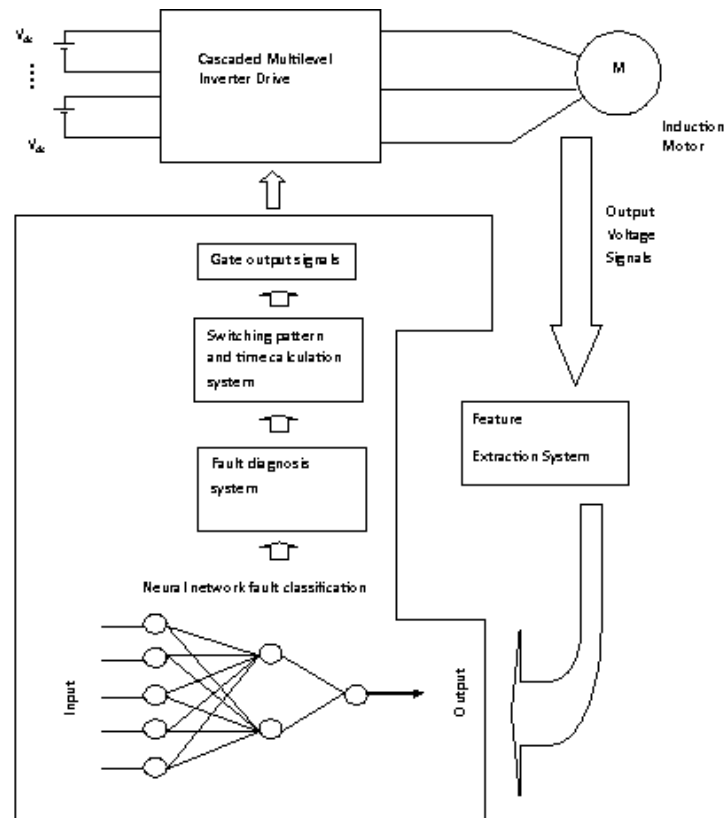 Vdc
Cascaded Multilevel
Inverter Drive
M
Vdc
Induction
Motor
Output
Voltage
Signals
Gate output signals
Switching pattern
and time calculation
system
Feature
Extraction System
Fault diagnosis
system
Neural network fault classification
Input
Output